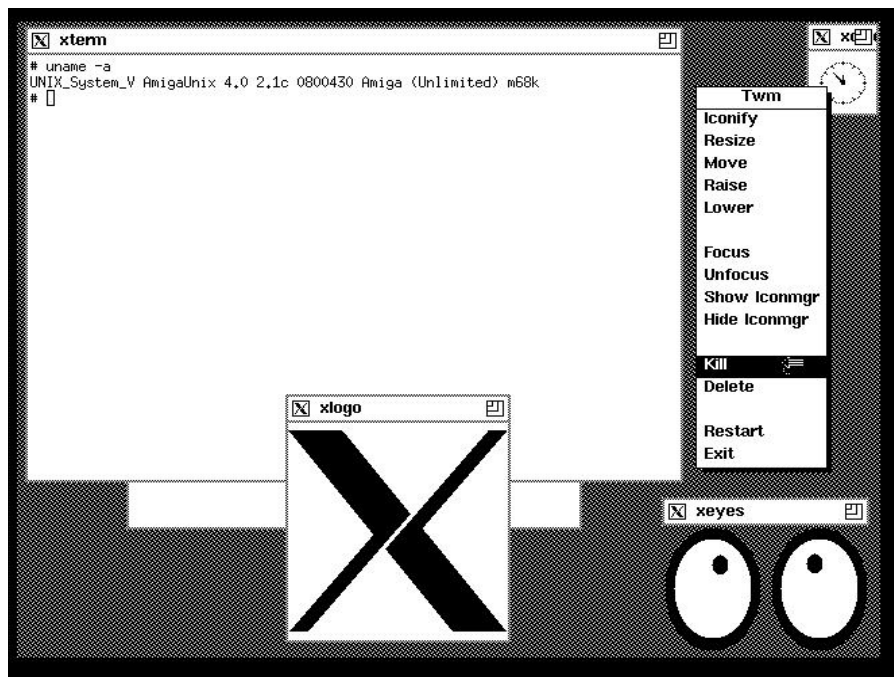 xterm
# uname -a
UNIX_System_V AmigaUnix 4.0 2.1c 0800430 Amiga (Unlimited) m68k
#
Twm
Iconify
Resize
Move
Raise
Lower
Focus
Unfocus
Show Iconmgr
Hide Iconmgr
Kill
Delete
Restart
Exit
xlogo
xeyes